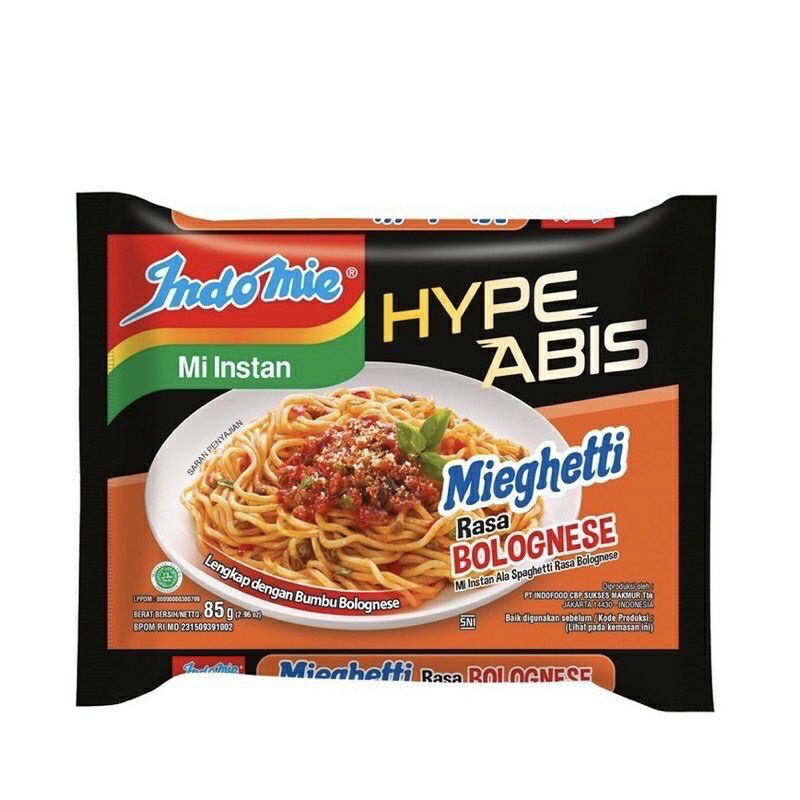 IndoMie®
Mi Instan
HYPE
ABIS
SARAN PENYAJIAN
Mieghetti
Rasa
BOLOGNESE
Mi Instan Ala Spaghetti Rasa Bolognese
Lengkap dengan Bumbu Bolognese
LPPOM 00090000300799
BERAT BERSIH/NETTO: 85 g (2.96 oz)
BPOM RI MD 231509391002
SNI
Diproduksi oleh:
PT INDOFOOD CBP SUKSES MAKMUR Tbk
JAKARTA 14430 - INDONESIA
Baik digunakan sebelum / Kode Produksi :
(Lihat pada kemasan ini)
IndoMie
Mieghetti Rasa BOLOGNESE